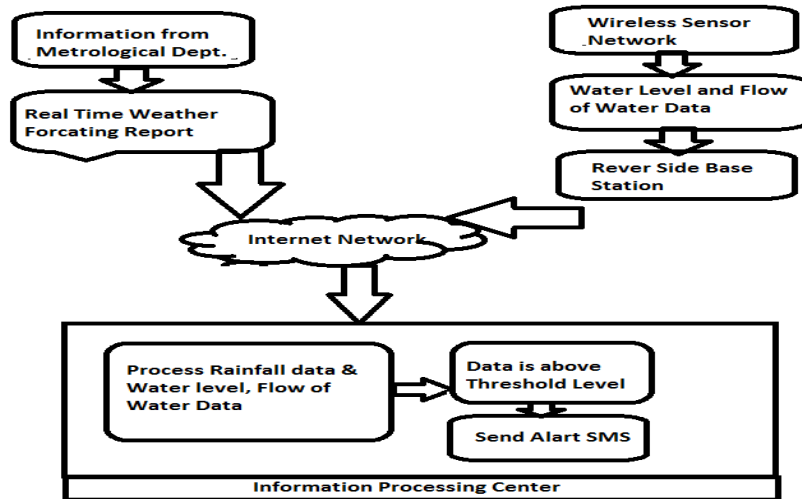 Information from
Metrological Dept.
Real Time Weather
Forcating Report
Wireless Sensor
Network
Water Level and Flow
of Water Data
Rever Side Base
Station
Internet Network
Process Rainfall data &
Water level, Flow of
Water Data
Data is above
Threshold Level
Send Alart SMS
Information Processing Center